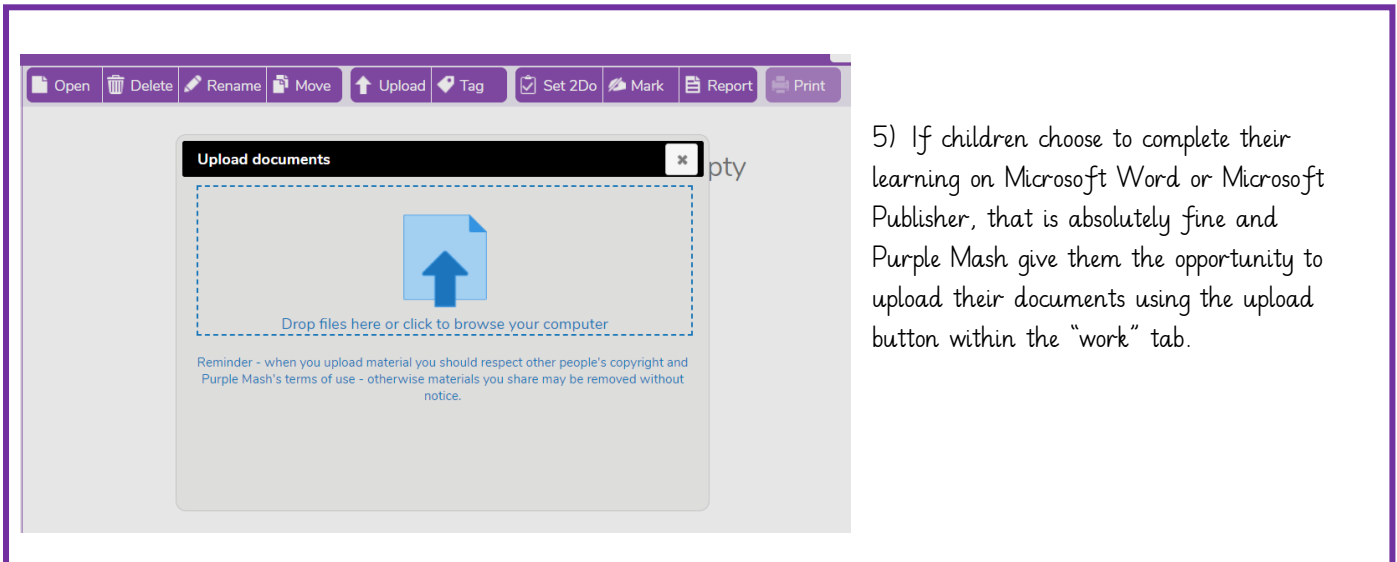 Open Delete Rename Move Upload Tag Set 2Do Mark Report Print
Upload documents
pty
Drop files here or click to browse your computer
Reminder - when you upload material you should respect other people's copyright and
Purple Mash's terms of use - otherwise materials you share may be removed without
notice.
5) If children choose to complete their
learning on Microsoft Word or Microsoft
Publisher, that is absolutely fine and
Purple Mash give them the opportunity to
upload their documents using the upload
button within the “work” tab.